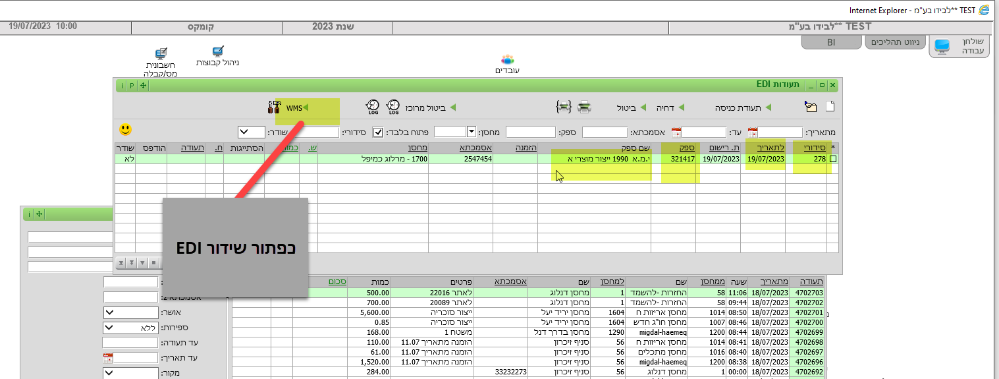 TEST **לבידו בע"מ - Internet Explorer
TEST **לבידו בע"מ שנת 2023 קומקס 19/07/2023 10:00
שולחן עבודה ניווט תהליכים BI
עובדים ניהול קבוצות חשבונית מס/קבלה
תעודות EDI i P
תעודת כניסה דחיה ביטול ביטול מרוכז LOG LOG WMS
מתאריך: עד: אסמכתא: ספק: מחסן: פתוח בלבד: סידורי: שודר:
* סידורי לתאריך ת. רישום ספק שם ספק הזמנה אסמכתא מחסן ש. כמות הסתייגות ח. תעודה הודפס שודר
278 19/07/2023 19/07/2023 321417 י.מ.א 1990 ייצור מוצרי א 2547454 1700 - מרלוג כמיפל לא
כפתור שידור EDI
i
אסמכתא 2:
אושר:
ספירות: ללא
עד תעודה:
עד תאריך:
מקור:
תעודה מתאריך שעה ממחסן שם למחסן שם אסמכתא פרטים כמות סכום
4702703 18/07/2023 11:06 58 החזרות -להשמד 1 מחסן דנלוג לאתר 22016 500.00
4702702 18/07/2023 09:44 58 החזרות -להשמד 1 מחסן דנלוג לאתר 20089 700.00
4702701 18/07/2023 08:50 1014 מחסן אריזות ח 1604 מחסן יריד יעל ייצור סוכריה 5,600.00
4702700 18/07/2023 08:46 1007 מחסן חו"ג חדש 1604 מחסן יריד יעל ייצור סוכריה 0.85
4702699 18/07/2023 08:44 1200 migdal-haemeq 1290 מחסן בדרך דנל משטח 1 168.00
4702698 18/07/2023 08:41 1014 מחסן אריזות ח 56 סניף זיכרון הזמנה מתאריך 11.07 110.00
4702697 18/07/2023 08:40 1016 מחסן מתכלים 56 סניף זיכרון הזמנה מתאריך 11.07 61.00
4702696 18/07/2023 08:38 1200 migdal-haemeq 56 סניף זיכרון הזמנה מתאריך 11.07 1,520.00
4702692 18/07/2023 00:00 1 מחסן דנלוג 56 סניף זיכרון 33232273 284.00